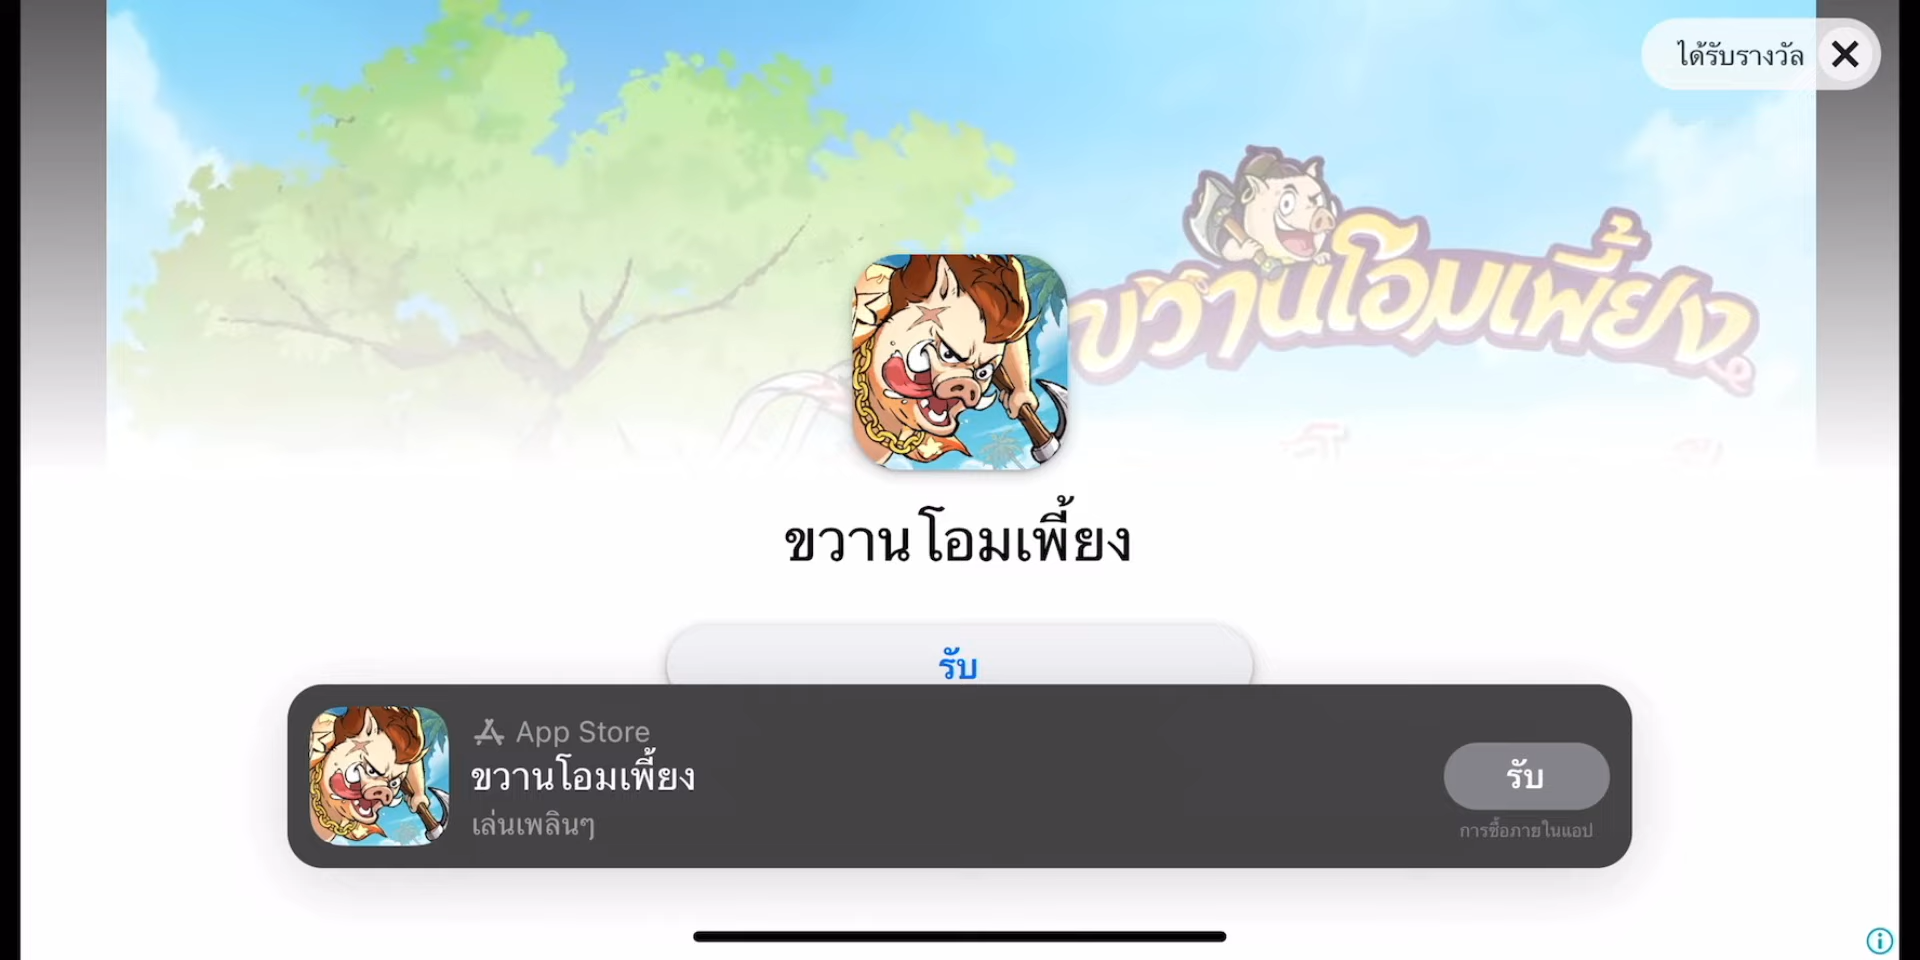 ได้รับรางวัล
ขวานโอมเพี้ยง
ขวานโอมเพี้ยง
รับ
App Store
ขวานโอมเพี้ยง
เล่นเพลินๆ
รับ
การซื้อภายในแอป